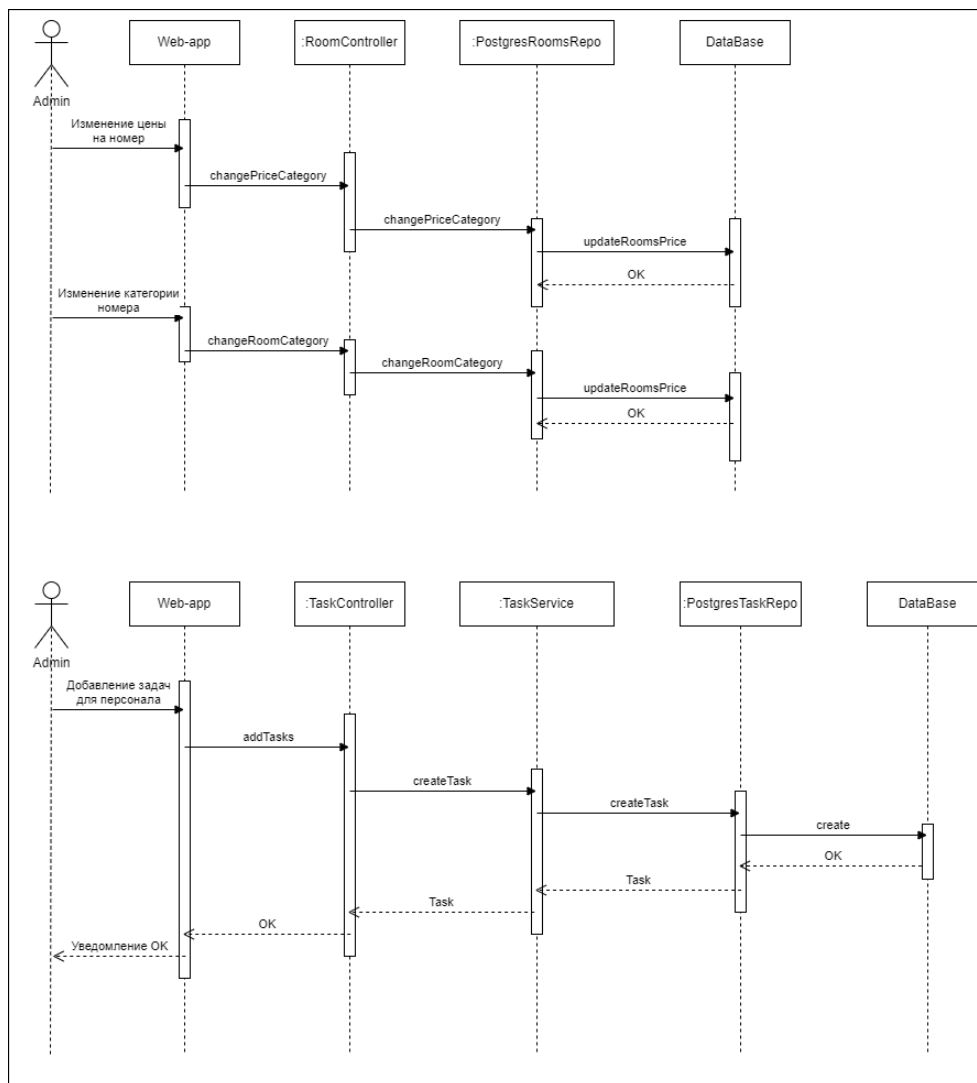 Web-app
:RoomController
:PostgresRoomsRepo
DataBase
Admin
Изменение цены
на номер
changePriceCategory
changePriceCategory
updateRoomsPrice
OK
Изменение категории
номера
changeRoomCategory
changeRoomCategory
updateRoomsPrice
OK
Web-app
:TaskController
:TaskService
:PostgresTaskRepo
DataBase
Admin
Добавление задач
для персонала
addTasks
createTask
createTask
create
OK
Task
Task
OK
Уведомление OK